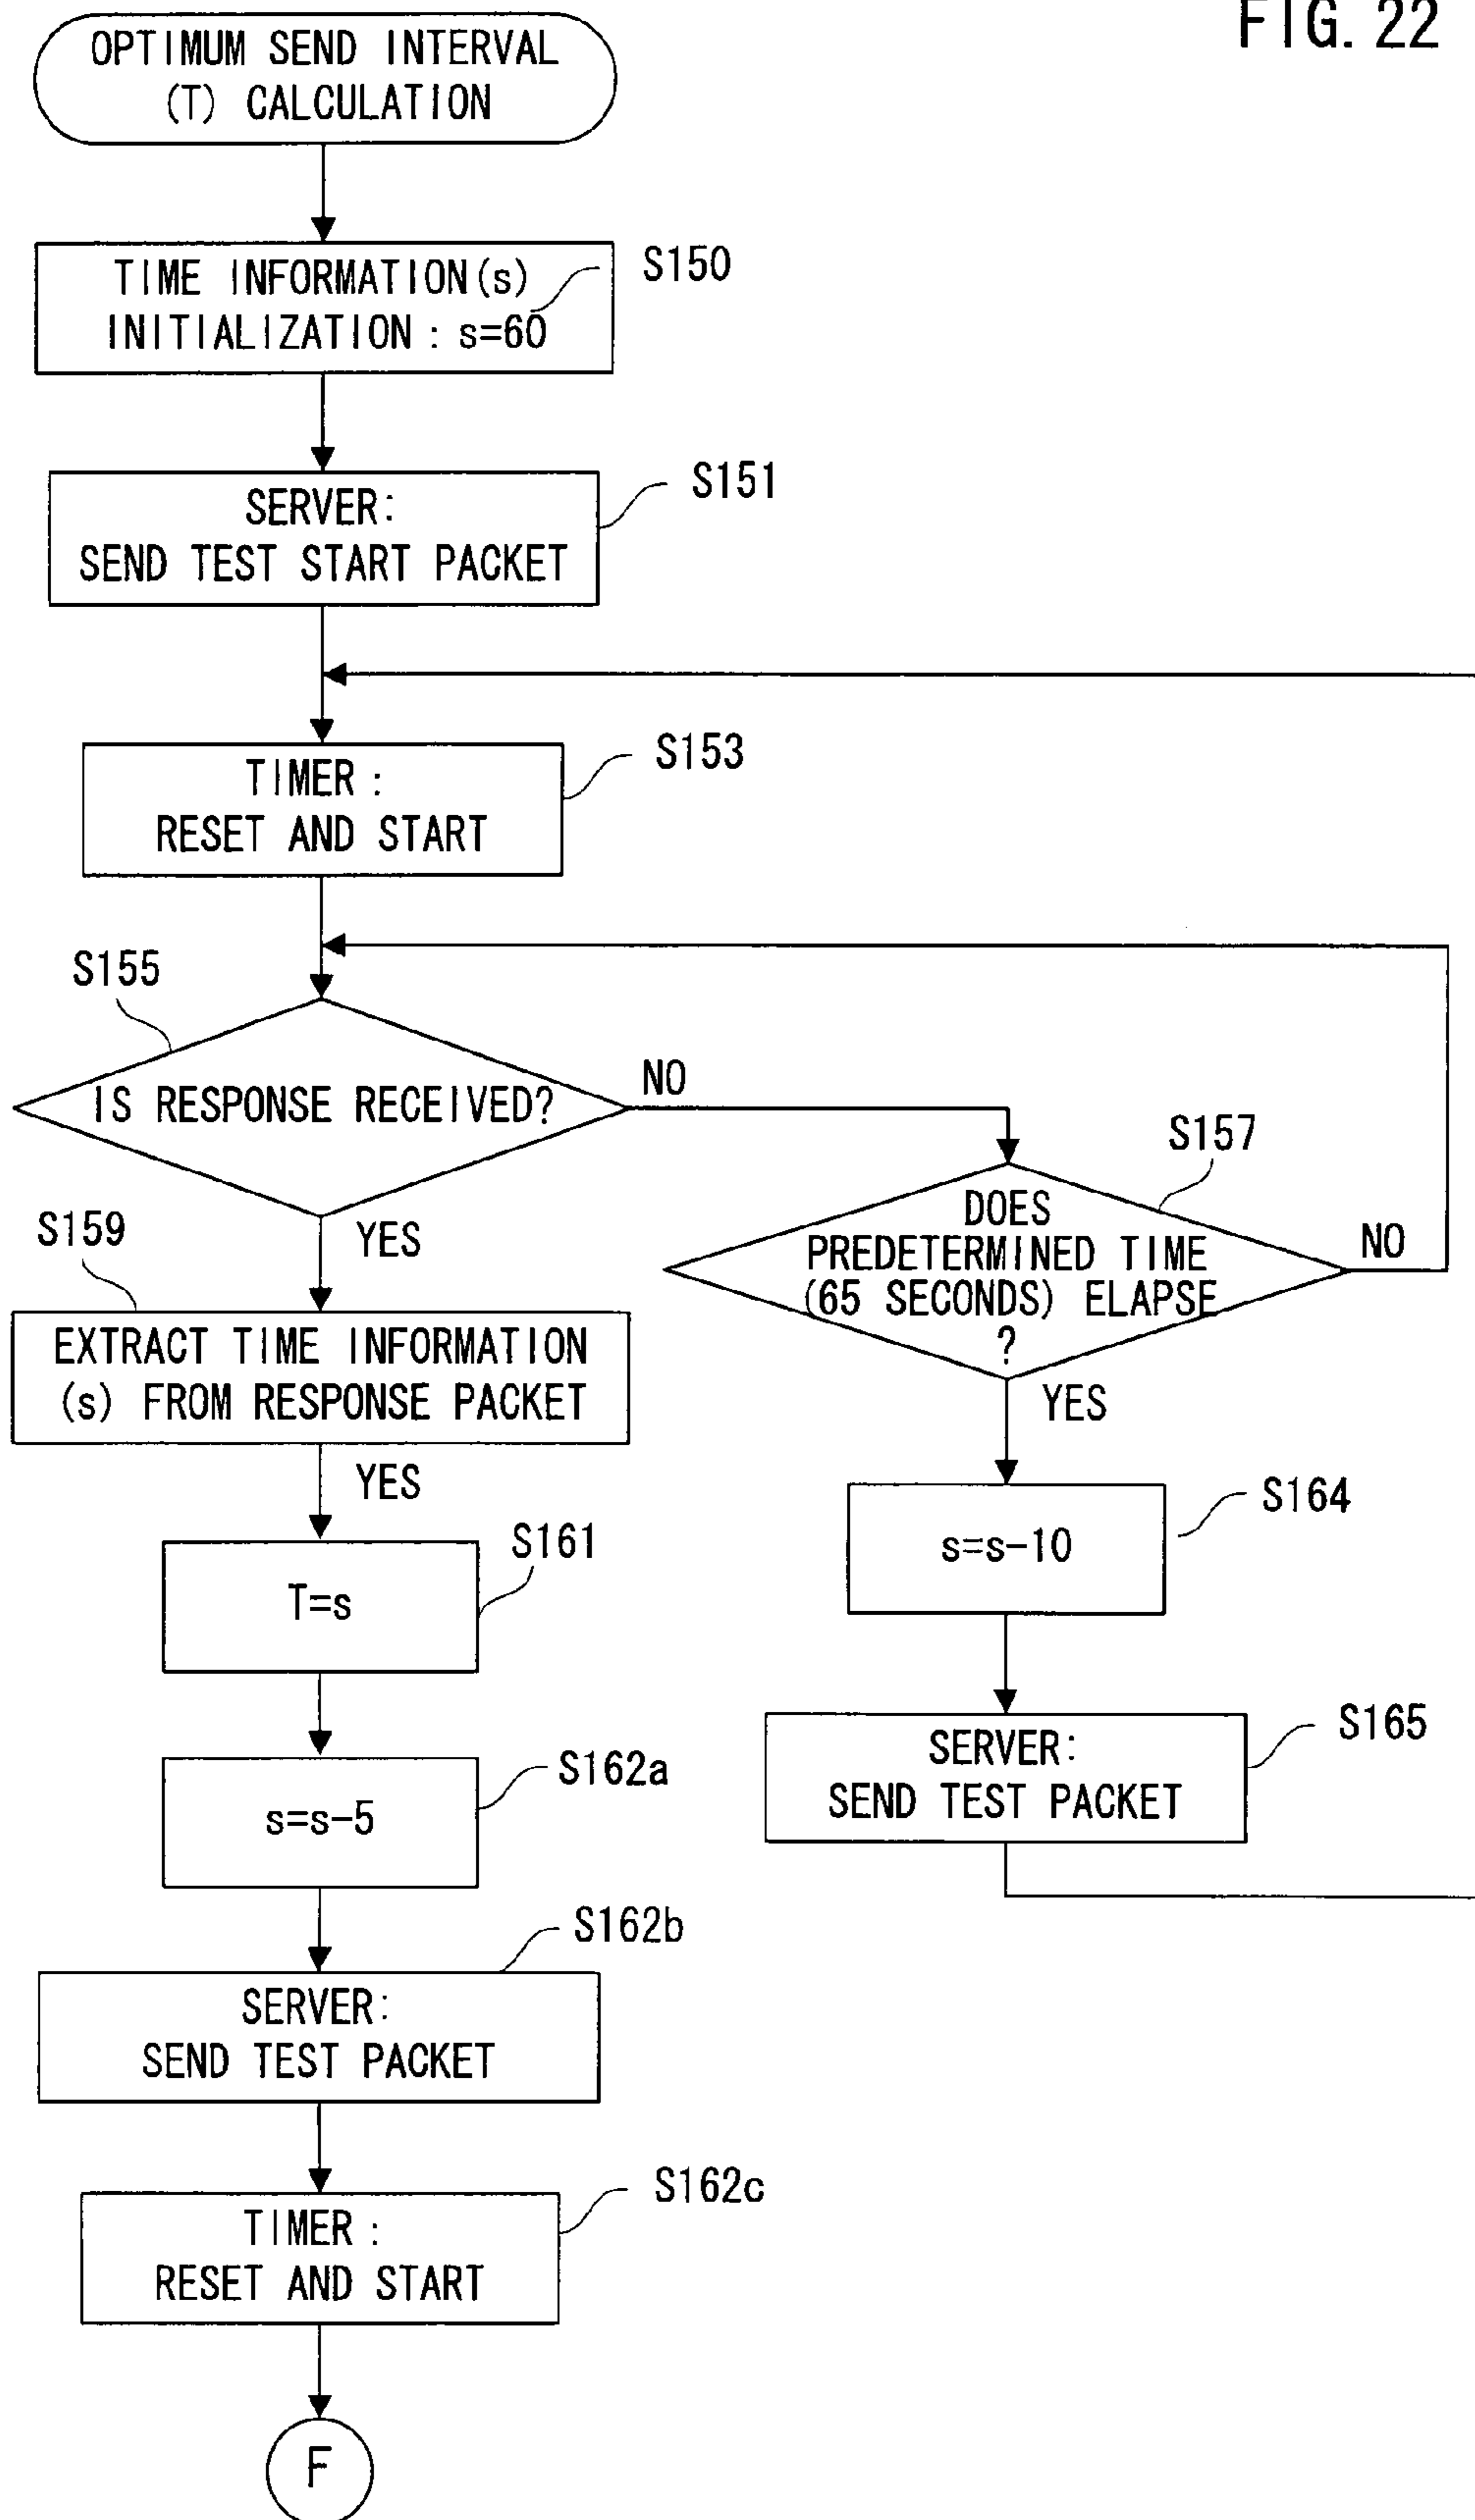 FIG. 22
OPTIMUM SEND INTERVAL
(T) CALCULATION
TIME INFORMATION(s)
INITIALIZATION : s=60
S150
SERVER:
SEND TEST START PACKET
S151
TIMER :
RESET AND START
S153
S155
IS RESPONSE RECEIVED?
NO
YES
S157
DOES
PREDETERMINED TIME
(65 SECONDS) ELAPSE
?
NO
YES
S159
EXTRACT TIME INFORMATION
(s) FROM RESPONSE PACKET
YES
S164
s=s-10
S161
T=s
S165
SERVER:
SEND TEST PACKET
S162a
s=s-5
S162b
SERVER:
SEND TEST PACKET
S162c
TIMER :
RESET AND START
F